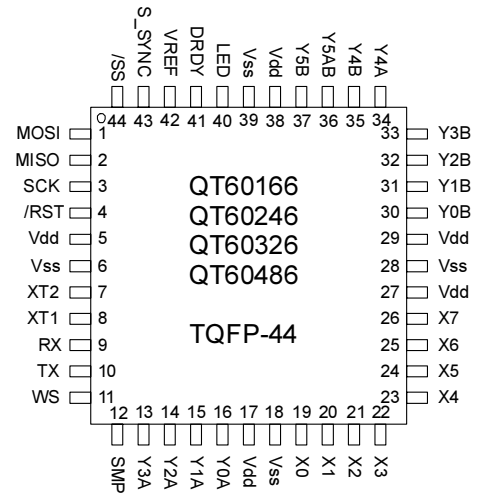 /SS
S_SYNC
VREF
DRDY
LED
Vss
Vdd
Y5B
Y5AB
Y4B
Y4A
44 43 42 41 40 39 38 37 36 35 34
MOSI 1
MISO 2
SCK 3
/RST 4
Vdd 5
Vss 6
XT2 7
XT1 8
RX 9
TX 10
WS 11
QT60166
QT60246
QT60326
QT60486
TQFP-44
33 Y3B
32 Y2B
31 Y1B
30 Y0B
29 Vdd
28 Vss
27 Vdd
26 X7
25 X6
24 X5
23 X4
12 13 14 15 16 17 18 19 20 21 22
SMP
Y3A
Y2A
Y1A
Y0A
Vdd
Vss
X0
X1
X2
X3